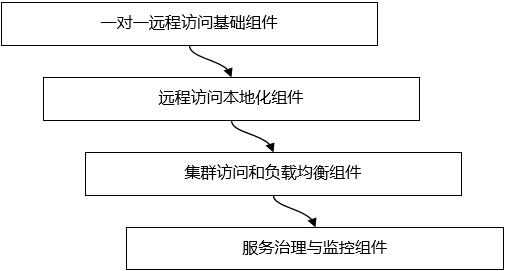 一对一远程访问基础组件
远程访问本地化组件
集群访问和负载均衡组件
服务治理与监控组件